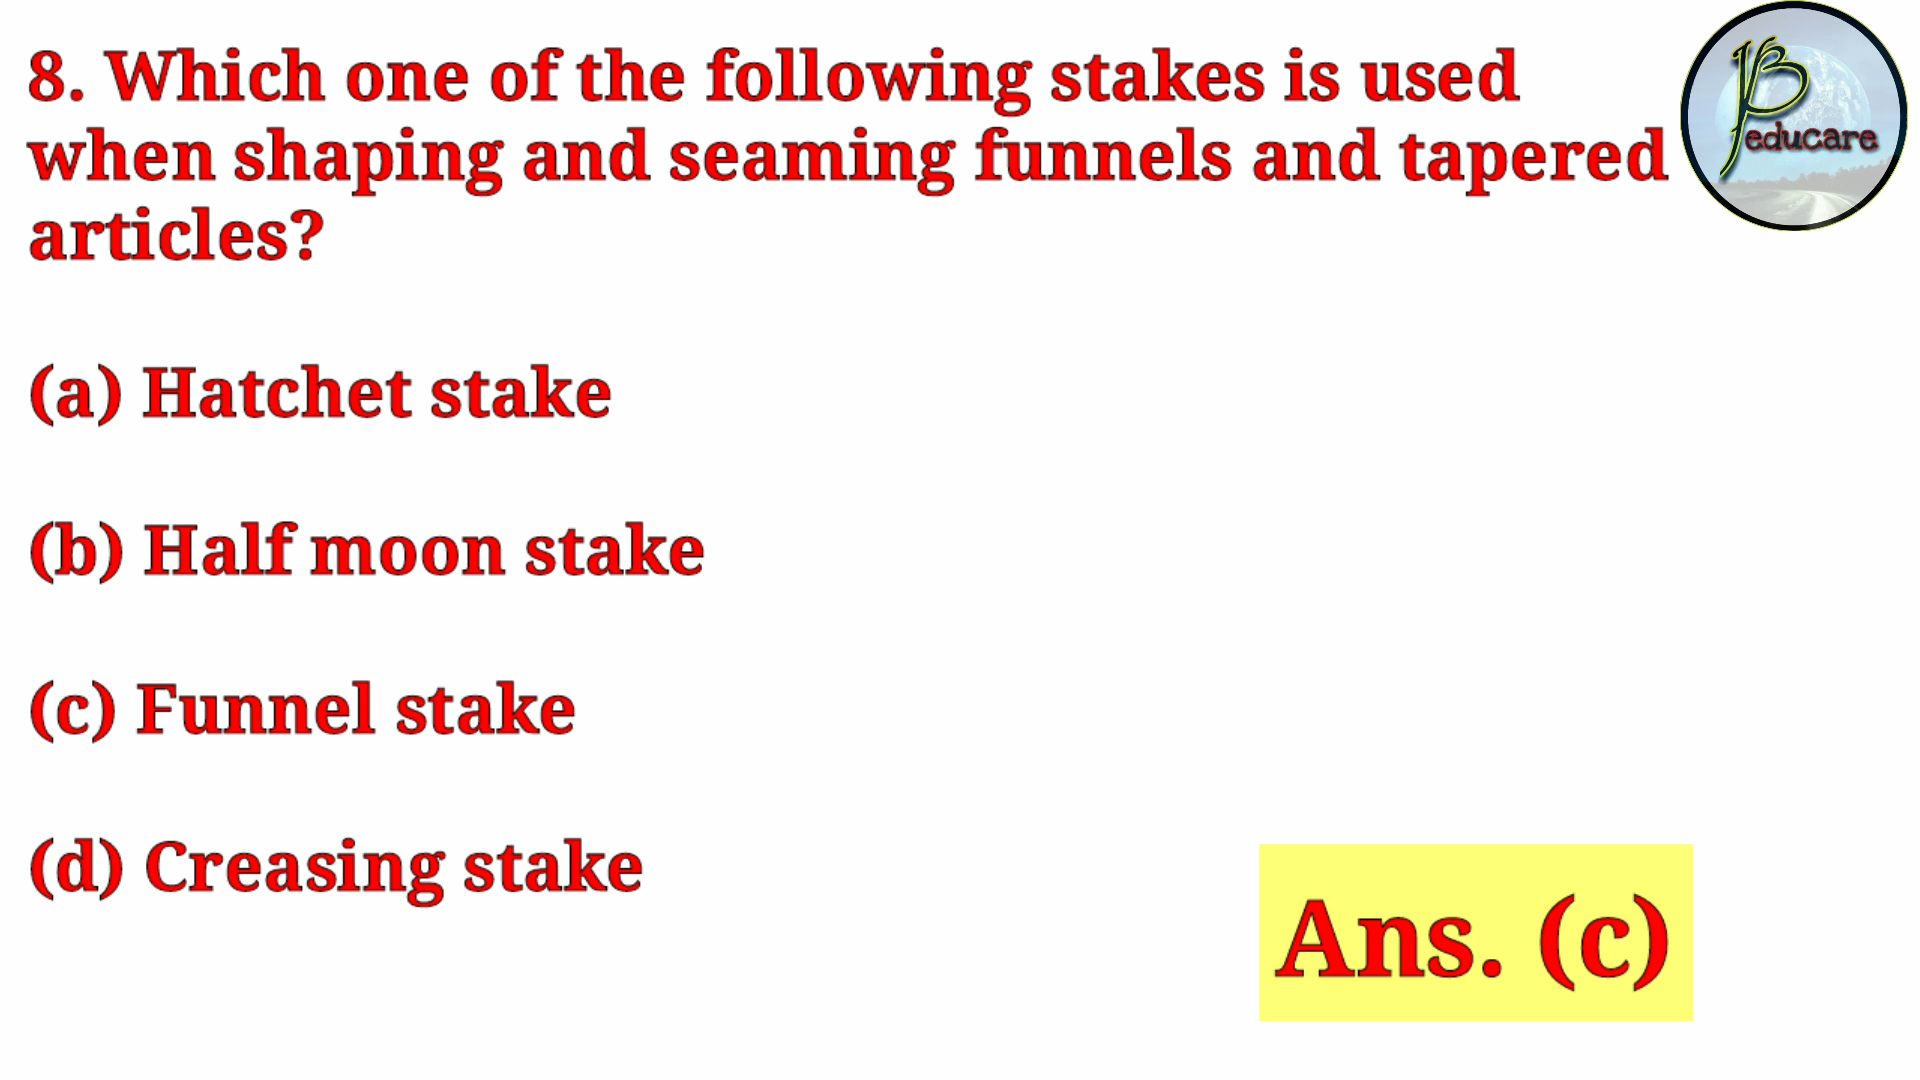 8. Which one of the following stakes is used
when shaping and seaming funnels and tapered
articles?
(a) Hatchet stake
(b) Half moon stake
(c) Funnel stake
(d) Creasing stake
Ans. (c)
educare